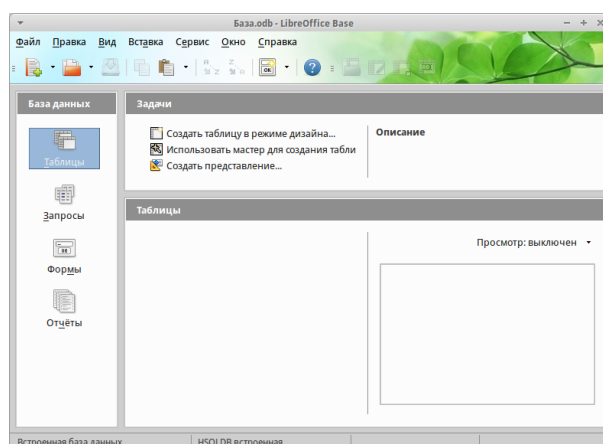 База.odb - LibreOffice Base
Файл Правка Вид Вставка Сервис Окно Справка
База данных
Таблицы
Запросы
Формы
Отчёты
Задачи
Создать таблицу в режиме дизайна...
Использовать мастер для создания табли
Создать представление...
Описание
Таблицы
Просмотр: выключен
Встроенная база данных HSQLDB встроенная